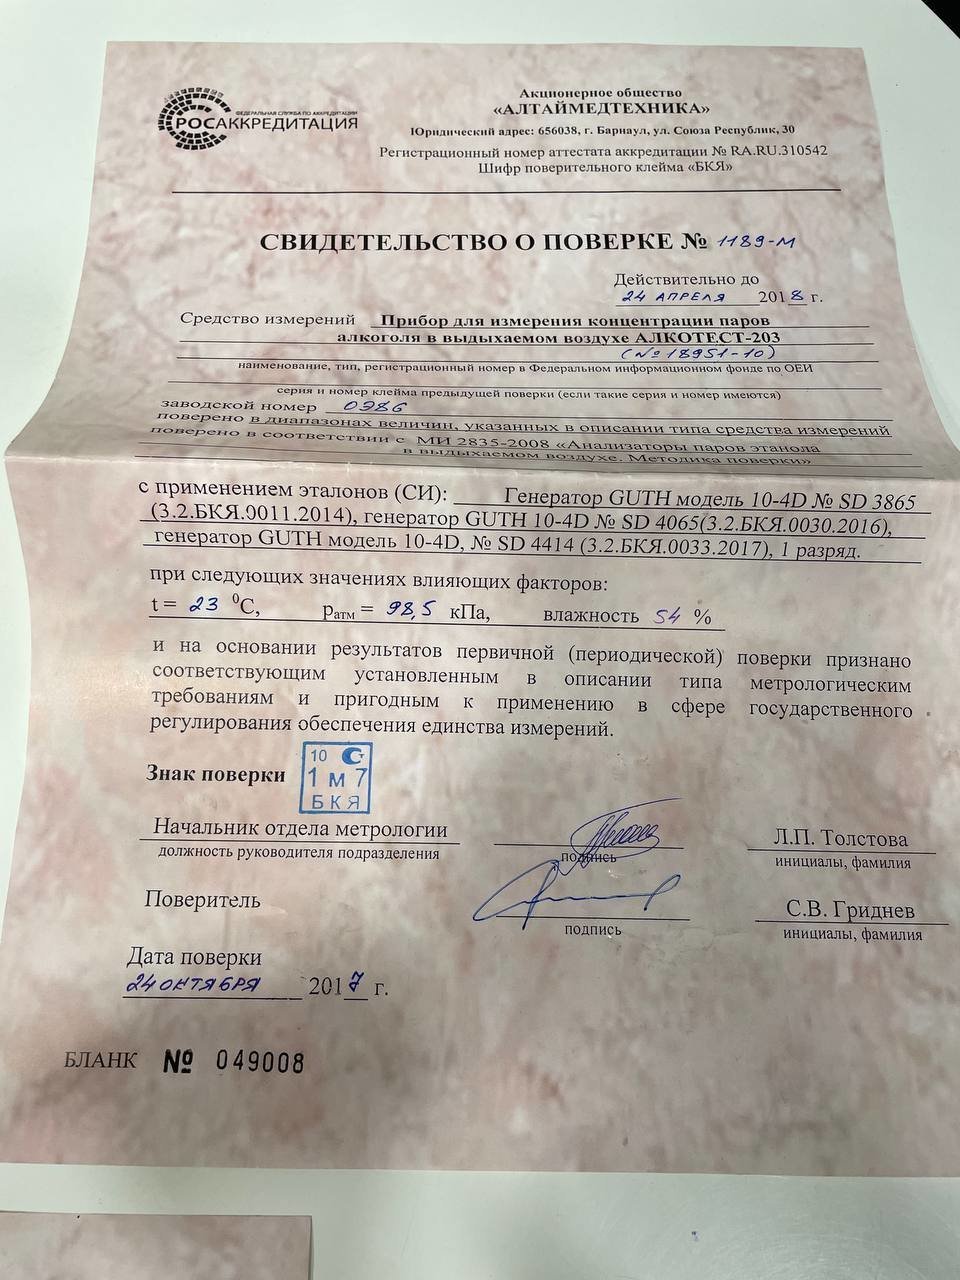 ФЕДЕРАЛЬНАЯ СЛУЖБА ПО АККРЕДИТАЦИИ
РОСАККРЕДИТАЦИЯ
Акционерное общество
«АЛТАЙМЕДТЕХНИКА»
Юридический адрес: 656038, г. Барнаул, ул. Союза Республик, 30
Регистрационный номер аттестата аккредитации № RA.RU.310542
Шифр поверительного клейма «БКЯ»
СВИДЕТЕЛЬСТВО О ПОВЕРКЕ № 1189-М
Действительно до
24 АПРЕЛЯ 2018 г.
Средство измерений Прибор для измерения концентрации паров
алкоголя в выдыхаемом воздухе АЛКОТЕСТ-203
(№18951-10)
наименование, тип, регистрационный номер в Федеральном информационном фонде по ОЕИ
серия и номер клейма предыдущей поверки (если такие серия и номер имеются)
заводской номер 0986
поверено в диапазонах величин, указанных в описании типа средства измерений
поверено в соответствии с МИ 2835-2008 «Анализаторы паров этанола
в выдыхаемом воздухе. Методика поверки»
с применением эталонов (СИ): Генератор GUTH модель 10-4D № SD 3865
(3.2.БКЯ.0011.2014), генератор GUTH 10-4D № SD 4065(3.2.БКЯ.0030.2016),
генератор GUTH модель 10-4D, № SD 4414 (3.2.БКЯ.0033.2017), 1 разряд.
при следующих значениях влияющих факторов:
t = 23 ⁰С, pатм = 98,5 кПа, влажность 54 %
и на основании результатов первичной (периодической) поверки признано
соответствующим установленным в описании типа метрологическим
требованиям и пригодным к применению в сфере государственного
регулирования обеспечения единства измерений.
Знак поверки
10
1 М 7
БКЯ
Начальник отдела метрологии Л.П. Толстова
должность руководителя подразделения подпись инициалы, фамилия
Поверитель С.В. Гриднев
подпись инициалы, фамилия
Дата поверки
24 ОКТЯБРЯ 2017 г.
БЛАНК № 049008